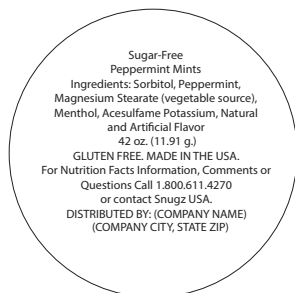 Sugar-Free
Peppermint Mints
Ingredients: Sorbitol, Peppermint,
Magnesium Stearate (vegetable source),
Menthol, Acesulfame Potassium, Natural
and Artificial Flavor
42 oz. (11.91 g.)
GLUTEN FREE. MADE IN THE USA.
For Nutrition Facts Information, Comments or
Questions Call 1.800.611.4270
or contact Snugz USA.
DISTRIBUTED BY: (COMPANY NAME)
(COMPANY CITY, STATE ZIP)